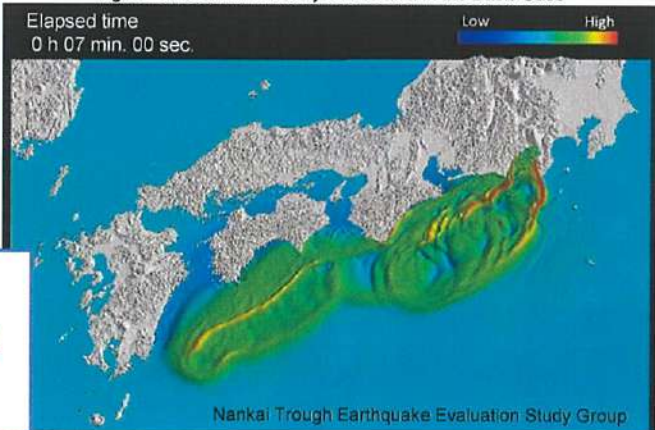 Elapsed time
0 h 07 min. 00 sec.
Low
High
Nankai Trough Earthquake Evaluation Study Group